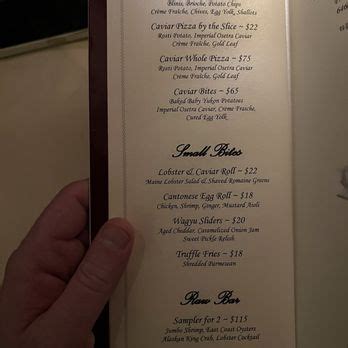 Blinis, Brioche, Potato Chips
Crème Fraîche, Chives, Egg Yolk, Shallots
Caviar Pizza by the Slice ~ $22
Rosti Potato, Imperial Osetra Caviar
Crème Fraîche, Gold Leaf
Caviar Whole Pizza ~ $75
Rosti Potato, Imperial Osetra Caviar
Crème Fraîche, Gold Leaf
Caviar Bites ~ $65
Baked Baby Yukon Potatoes
Imperial Osetra Caviar, Crème Fraîche,
Cured Egg Yolk
Small Bites
Lobster & Caviar Roll ~ $22
Maine Lobster Salad & Shaved Romaine Greens
Cantonese Egg Roll ~ $18
Chicken, Shrimp, Ginger, Mustard Aioli
Wagyu Sliders ~ $20
Aged Cheddar, Caramelized Onion Jam
Sweet Pickle Relish
Truffle Fries ~ $18
Shredded Parmesan
Raw Bar
Sampler for 2 ~ $115
Jumbo Shrimp, East Coast Oysters
Alaskan King Crab, Lobster Cocktail